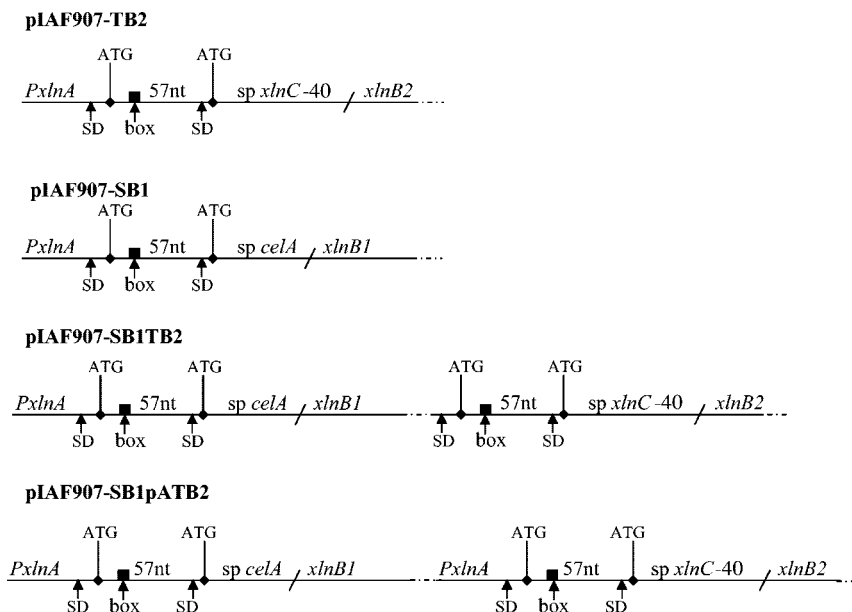 pIAF907-TB2
ATG ATG
PxlnA 57nt sp xlnC-40 xlnB2
SD box SD
pIAF907-SB1
ATG ATG
PxlnA 57nt sp celA xlnB1
SD box SD
pIAF907-SB1TB2
ATG ATG ATG ATG
PxlnA 57nt sp celA xlnB1 57nt sp xlnC-40 xlnB2
SD box SD SD box SD
pIAF907-SB1pATB2
ATG ATG ATG ATG
PxlnA 57nt sp celA xlnB1 PxlnA 57nt sp xlnC-40 xlnB2
SD box SD SD box SD